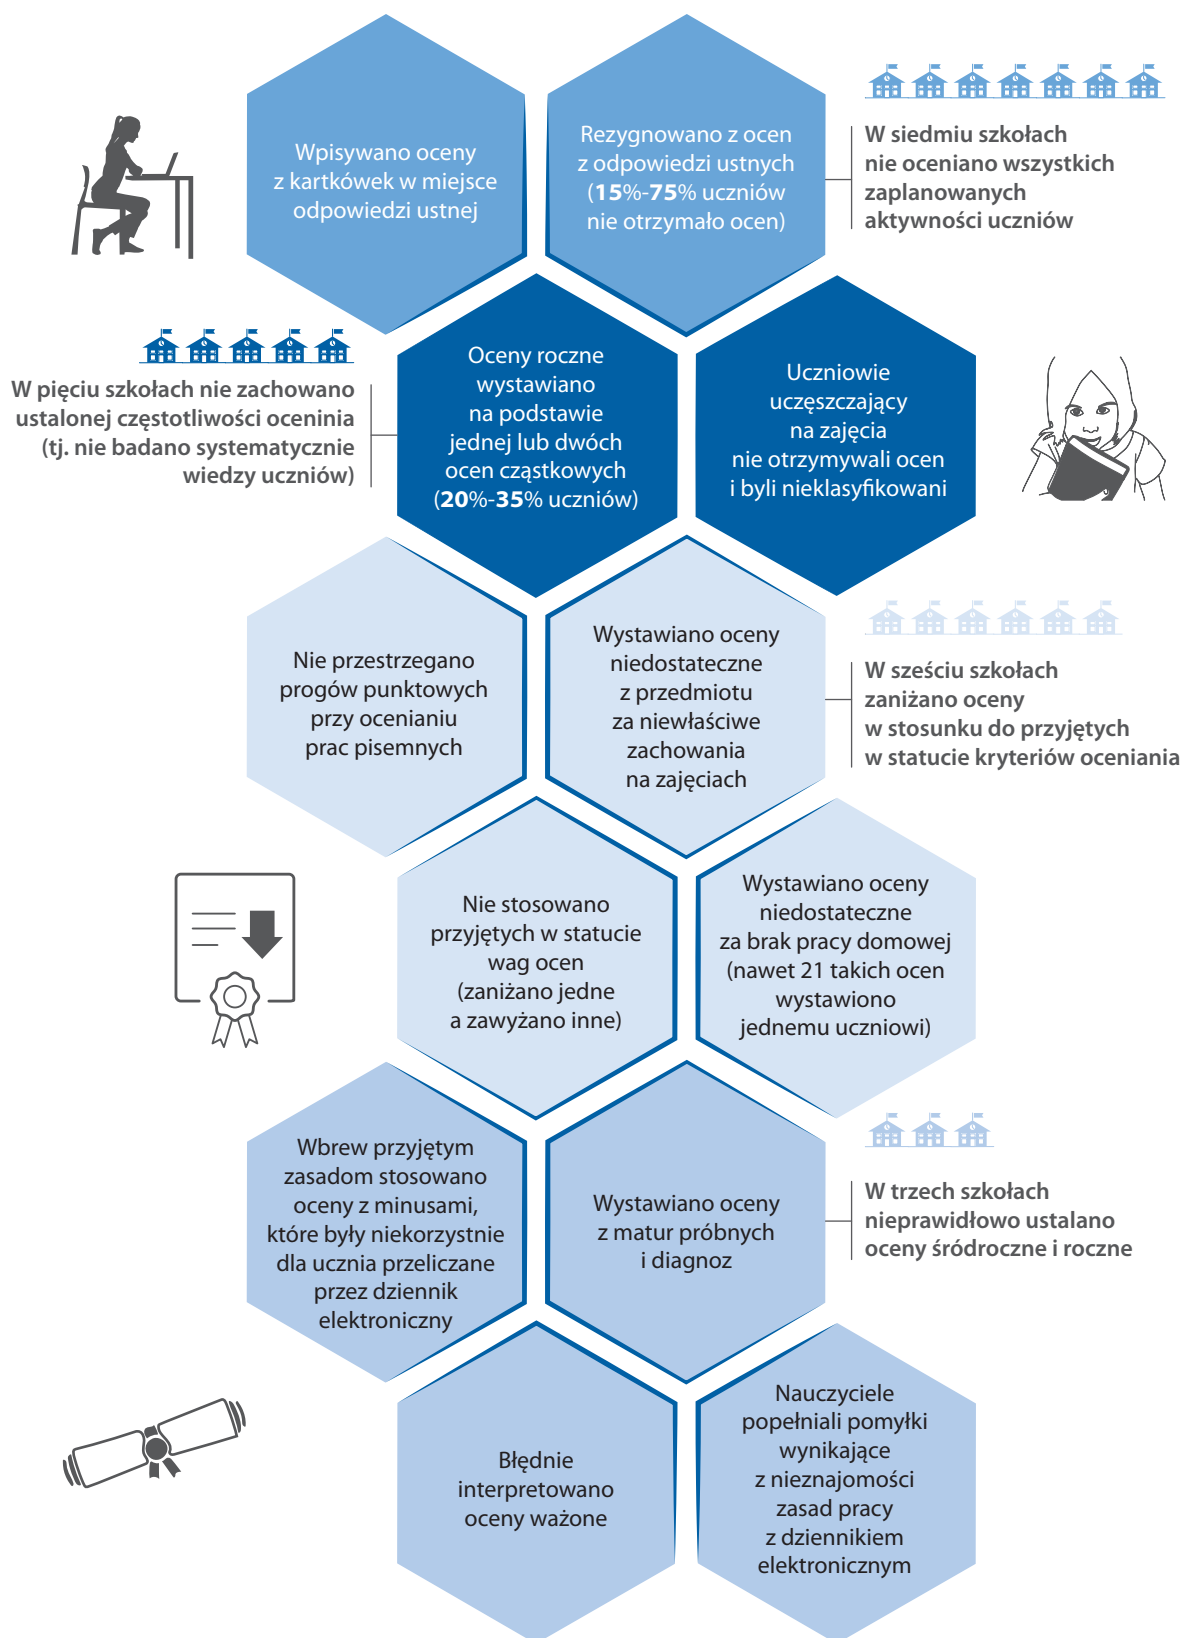 Wpisywano oceny
z kartkówek w miejsce
odpowiedzi ustnej
Rezygnowano z ocen
z odpowiedzi ustnych
(15%-75% uczniów
nie otrzymało ocen)
W siedmiu szkołach
nie oceniano wszystkich
zaplanowanych
aktywności uczniów
W pięciu szkołach nie zachowano
ustalonej częstotliwości oceninia
(tj. nie badano systematycznie
wiedzy uczniów)
Oceny roczne
wystawiano
na podstawie
jednej lub dwóch
ocen cząstkowych
(20%-35% uczniów)
Uczniowie
uczęszczający
na zajęcia
nie otrzymywali ocen
i byli nieklasyfikowani
Nie przestrzegano
progów punktowych
przy ocenianiu
prac pisemnych
Wystawiano oceny
niedostateczne
z przedmiotu
za niewłaściwe
zachowania
na zajęciach
W sześciu szkołach
zaniżano oceny
w stosunku do przyjętych
w statucie kryteriów oceniania
Nie stosowano
przyjętych w statucie
wag ocen
(zaniżano jedne
a zawyżano inne)
Wystawiano oceny
niedostateczne
za brak pracy domowej
(nawet 21 takich ocen
wystawiono
jednemu uczniowi)
Wbrew przyjętym
zasadom stosowano
oceny z minusami,
które były niekorzystnie
dla ucznia przeliczane
przez dziennik
elektroniczny
Wystawiano oceny
z matur próbnych
i diagnoz
W trzech szkołach
nieprawidłowo ustalano
oceny śródroczne i roczne
Błędnie
interpretowano
oceny ważone
Nauczyciele
popełniali pomyłki
wynikające
z nieznajomości
zasad pracy
z dziennikiem
elektronicznym